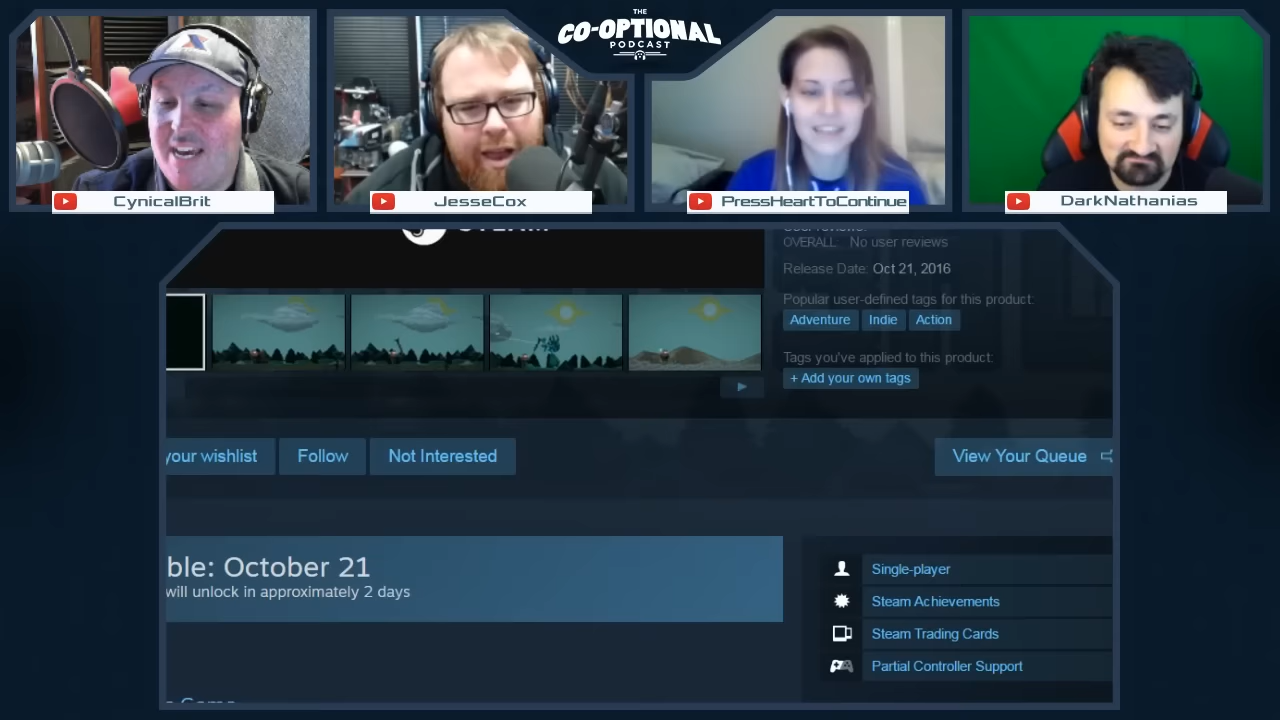 THE
CO-OPTIONAL
PODCAST
CynicalBrit
JesseCox
PressHeartToContinue
DarkNathanias
STEAM
User reviews:
OVERALL: No user reviews
Release Date: Oct 21, 2016
Popular user-defined tags for this product:
Adventure Indie Action
Tags you've applied to this product:
+ Add your own tags
your wishlist Follow Not Interested View Your Queue
ble: October 21
will unlock in approximately 2 days
Single-player
Steam Achievements
Steam Trading Cards
Partial Controller Support